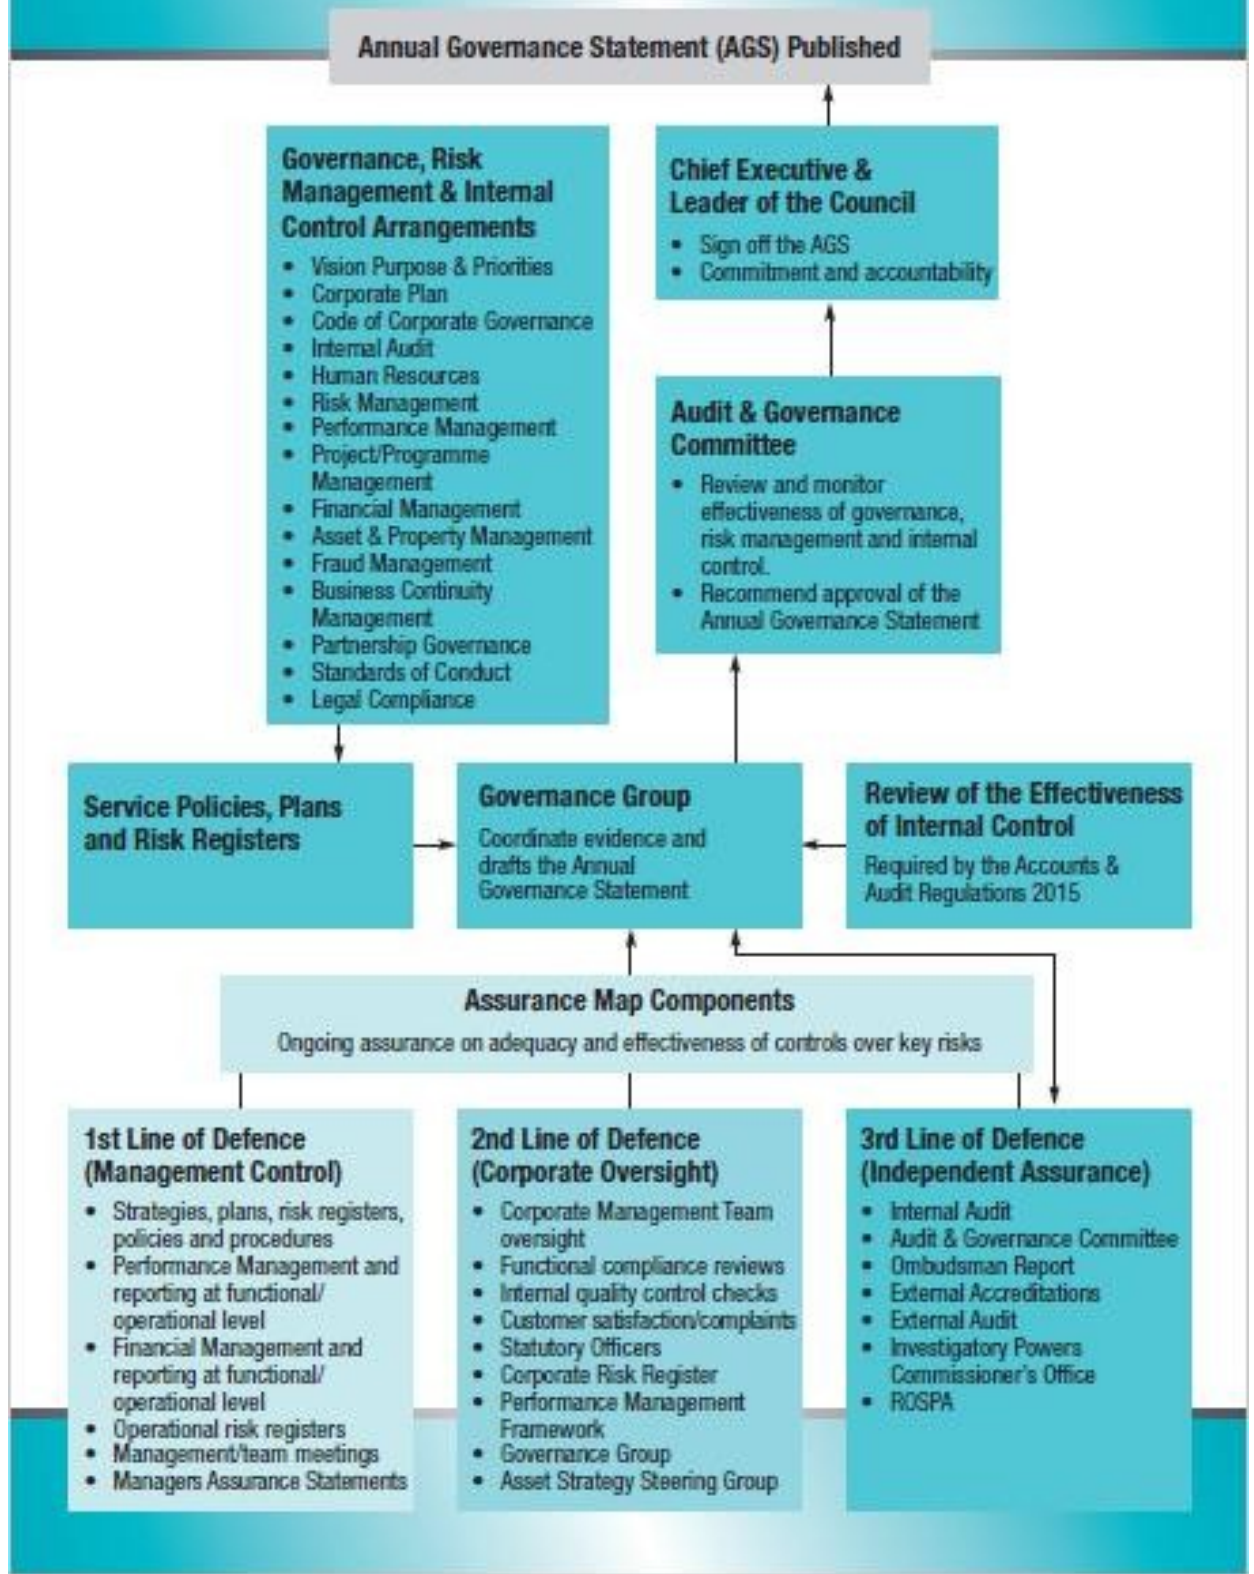 Annual Governance Statement (AGS) Published
Governance, Risk
Management & Internal
Control Arrangements
• Vision Purpose & Priorities
• Corporate Plan
• Code of Corporate Governance
• Internal Audit
• Human Resources
• Risk Management
• Performance Management
• Project/Programme
Management
• Financial Management
• Asset & Property Management
• Fraud Management
• Business Continuity
Management
• Partnership Governance
• Standards of Conduct
• Legal Compliance
Chief Executive &
Leader of the Council
• Sign off the AGS
• Commitment and accountability
Audit & Governance
Committee
• Review and monitor
effectiveness of governance,
risk management and internal
control.
• Recommend approval of the
Annual Governance Statement
Service Policies, Plans
and Risk Registers
Governance Group
Coordinate evidence and
drafts the Annual
Governance Statement
Review of the Effectiveness
of Internal Control
Required by the Accounts &
Audit Regulations 2015
Assurance Map Components
Ongoing assurance on adequacy and effectiveness of controls over key risks
1st Line of Defence
(Management Control)
• Strategies, plans, risk registers,
policies and procedures
• Performance Management and
reporting at functional/
operational level
• Financial Management and
reporting at functional/
operational level
• Operational risk registers
• Management/team meetings
• Managers Assurance Statements
2nd Line of Defence
(Corporate Oversight)
• Corporate Management Team
oversight
• Functional compliance reviews
• Internal quality control checks
• Customer satisfaction/complaints
• Statutory Officers
• Corporate Risk Register
• Performance Management
Framework
• Governance Group
• Asset Strategy Steering Group
3rd Line of Defence
(Independent Assurance)
• Internal Audit
• Audit & Governance Committee
• Ombudsman Report
• External Accreditations
• External Audit
• Investigatory Powers
Commissioner's Office
• ROSPA